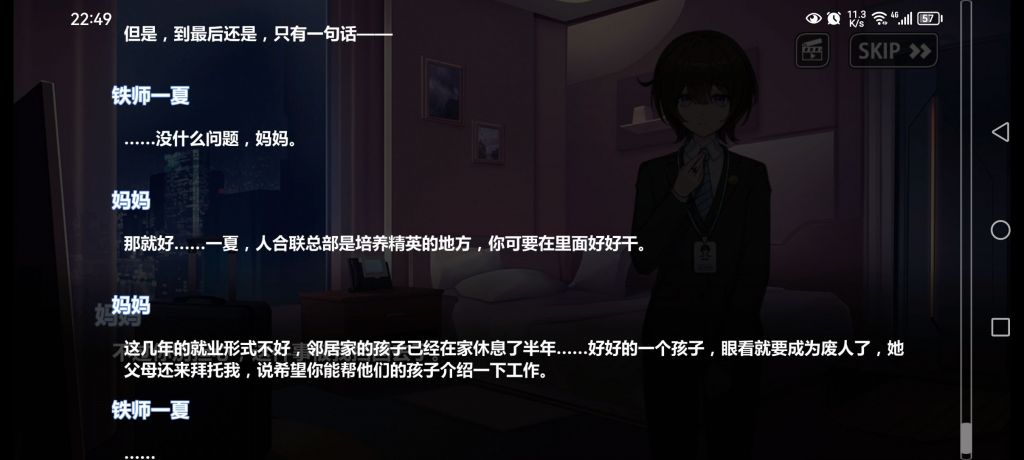 22:49
11.3
K/s
4G
57
但是，到最后还是，只有一句话——
SKIP
铁师一夏
……没什么问题，妈妈。
妈妈
那就好……一夏，人合联总部是培养精英的地方，你可要在里面好好干。
妈妈
妈妈
这几年的就业形式不好，邻居家的孩子已经在家休息了半年……好好的一个孩子，眼看就要成为废人了，她
父母还来拜托我，说希望你能帮他们的孩子介绍一下工作。
铁师一夏
……